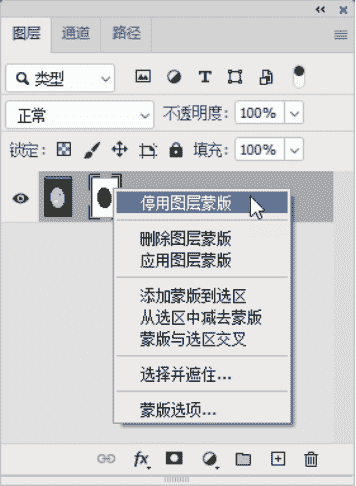 图层 通道 路径
类型
正常 不透明度: 100%
锁定: 填充: 100%
停用图层蒙版
删除图层蒙版
应用图层蒙版
添加蒙版到选区
从选区中减去蒙版
蒙版与选区交叉
选择并遮住...
蒙版选项...
fx